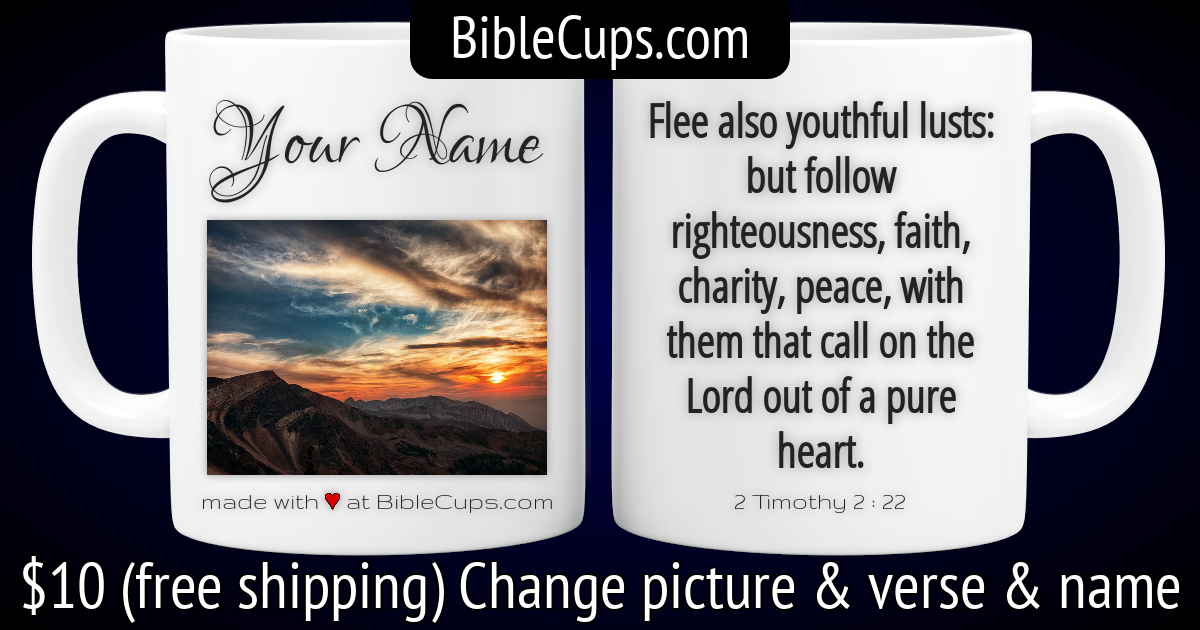 BibleCups.com
Your Name
made with ♥ at BibleCups.com
Flee also youthful lusts:
but follow
righteousness, faith,
charity, peace, with
them that call on the
Lord out of a pure
heart.
2 Timothy 2 : 22
$10 (free shipping) Change picture & verse & name